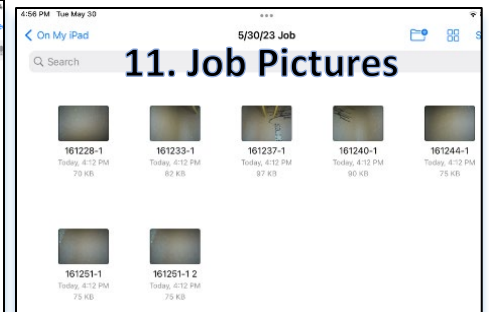 4:56 PM Tue May 30
On My iPad
5/30/23 Job
Search
11. Job Pictures
161228-1
161233-1
161237-1
161240-1
161244-1
Today, 4:12 PM
Today, 4:12 PM
Today, 4:12 PM
Today, 4:12 PM
Today, 4:12 PM
70 KB
82 KB
97 KB
90 KB
75 KB
161251-1
161251-1 2
Today, 4:12 PM
Today, 4:12 PM
75 KB
75 KB